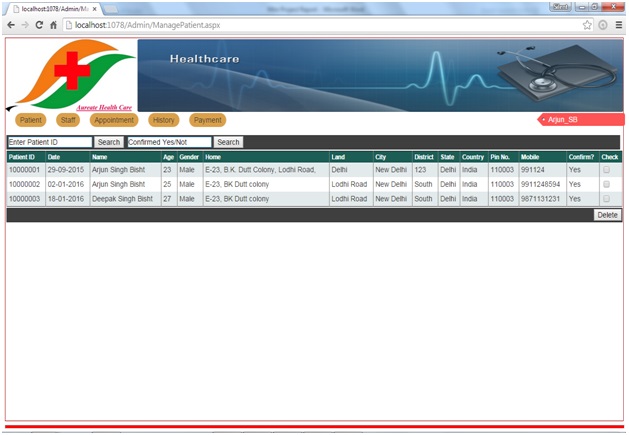 localhost:1078/Admin/Ma
Silent
localhost:1078/Admin/ManagePatient.aspx
Healthcare
Aureate Health Care
Patient Staff Appointment History Payment Arjun_SB
Enter Patient ID Search Confirmed Yes/Not Search
Patient ID Date Name Age Gender Home Land City District State Country Pin No. Mobile Confirm? Check
10000001 29-09-2015 Arjun Singh Bisht 23 Male E-23, B.K. Dutt Colony, Lodhi Road, Delhi New Delhi 123 Delhi India 110003 991124 Yes
10000002 02-01-2016 Arjun Singh Bisht 25 Male E-23, BK Dutt colony Lodhi Road New Delhi South Delhi India 110003 9911248594 Yes
10000003 18-01-2016 Deepak Singh Bisht 27 Male E-23, BK Dutt colony Lodhi Road New Delhi South Delhi India 110003 9871131231 Yes
Delete